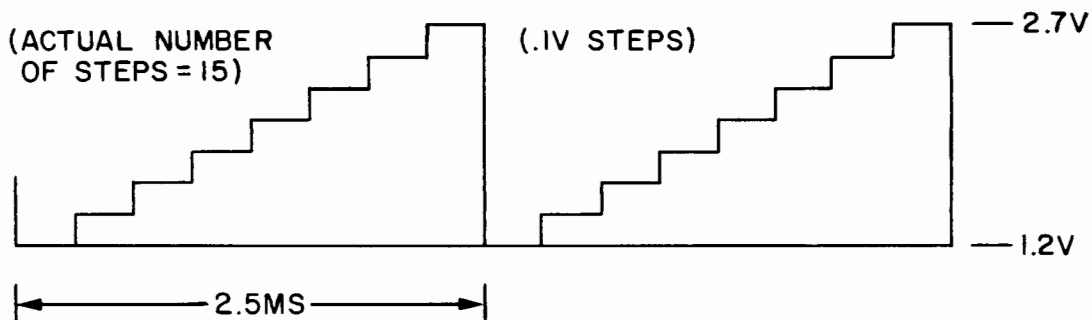 (ACTUAL NUMBER
OF STEPS=15)
(.1V STEPS)
2.7V
1.2V
2.5MS